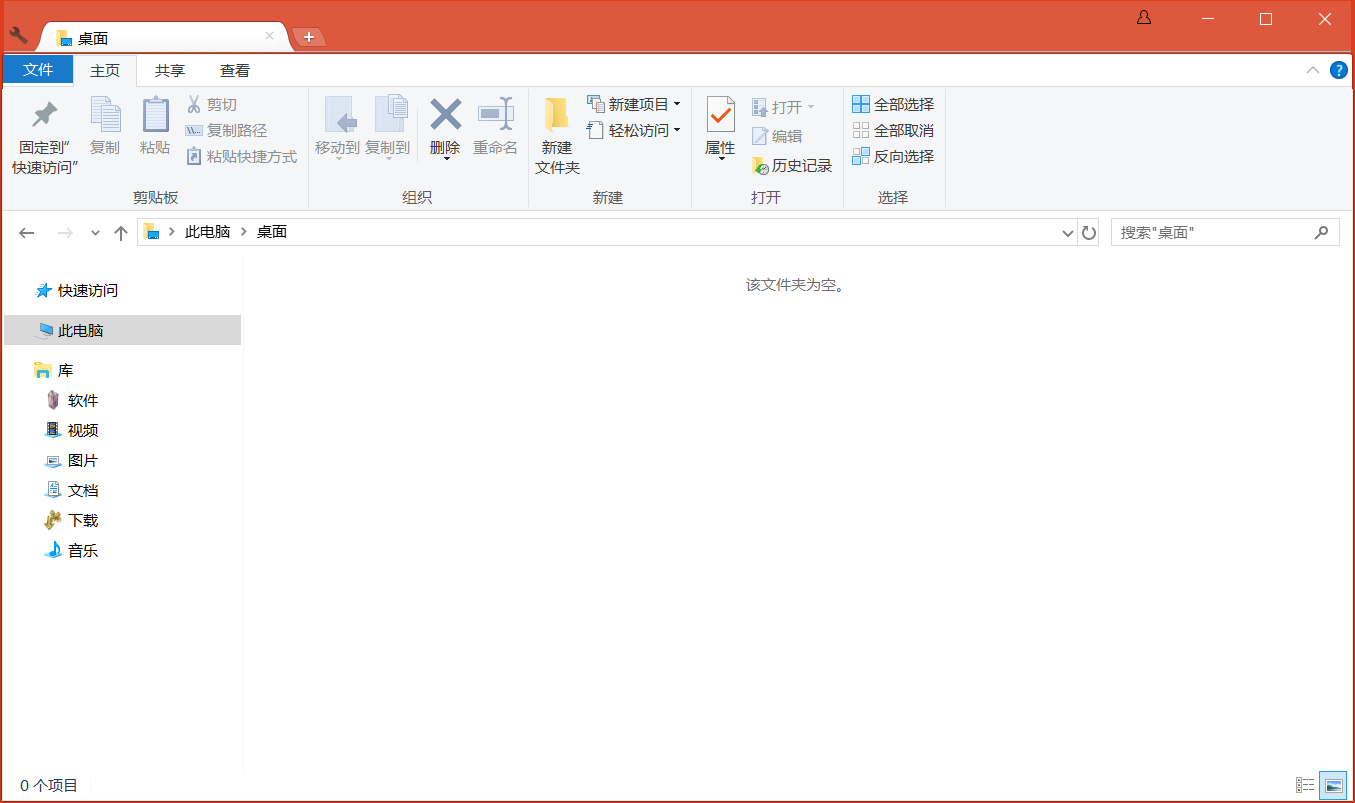 桌面
文件 主页 共享 查看
固定到"
快速访问"
复制
粘贴
剪切
复制路径
粘贴快捷方式
剪贴板
移动到 复制到
删除 重命名
组织
新建
文件夹
新建项目
轻松访问
新建
属性
打开
编辑
历史记录
打开
全部选择
全部取消
反向选择
选择
此电脑 桌面
搜索"桌面"
快速访问
此电脑
库
软件
视频
图片
文档
下载
音乐
该文件夹为空。
0 个项目